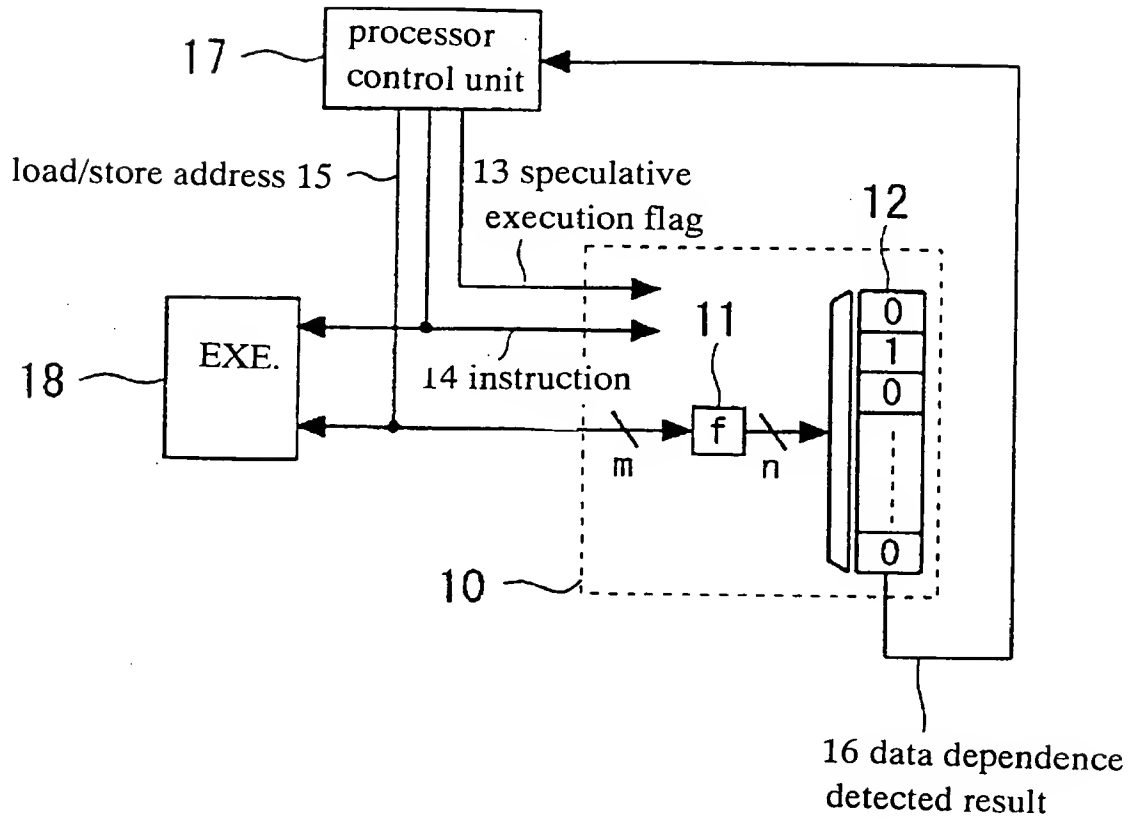 processor
control unit
17
load/store address 15
13 speculative
execution flag
12
0
1
0
0
11
f
EXE.
18
14 instruction
m
n
10
16 data dependence
detected result